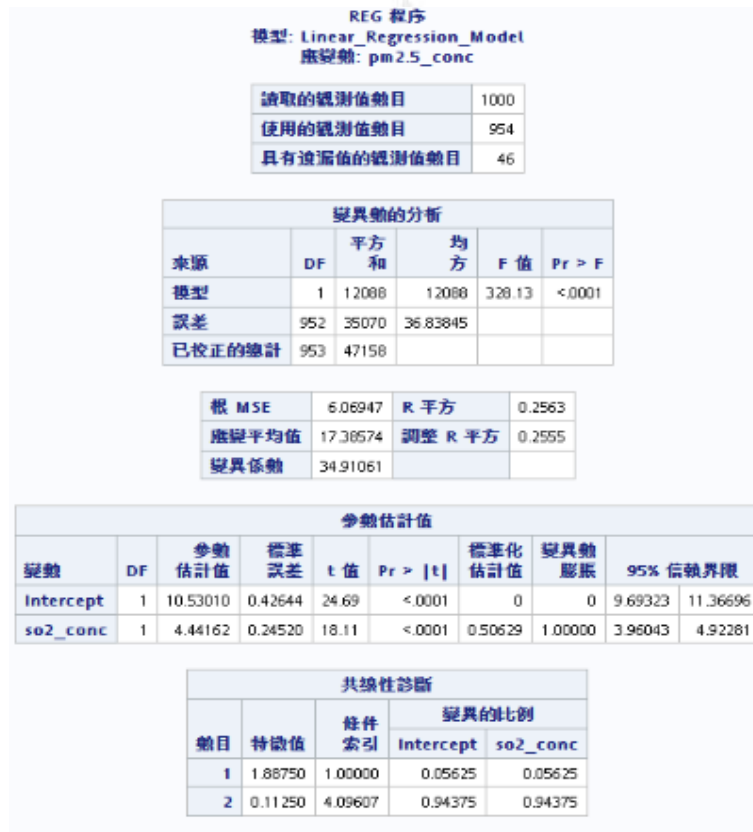 REG 程序
模型: Linear_Regression_Model
應變數: pm2.5_conc
讀取的觀測值數目 1000
使用的觀測值數目 954
具有遺漏值的觀測值數目 46
變異數的分析
來源 DF 平方和 均方 F 值 Pr > F
模型 1 12088 12088 328.13 <.0001
誤差 952 35070 36.83845
已校正的總計 953 47158
根 MSE 6.06947 R 平方 0.2563
應變平均值 17.38574 調整 R 平方 0.2555
變異係數 34.91061
參數估計值
變數 DF 參數估計值 標準誤差 t 值 Pr > |t| 標準化估計值 變異數膨脹 95% 信賴界限
Intercept 1 10.53010 0.42644 24.69 <.0001 0 0 9.69323 11.36696
so2_conc 1 4.44162 0.24520 18.11 <.0001 0.50629 1.00000 3.96043 4.92281
共線性診斷
數目 特徵值 條件索引 變異的比例
Intercept so2_conc
1 1.88750 1.00000 0.05625 0.05625
2 0.11250 4.09607 0.94375 0.94375